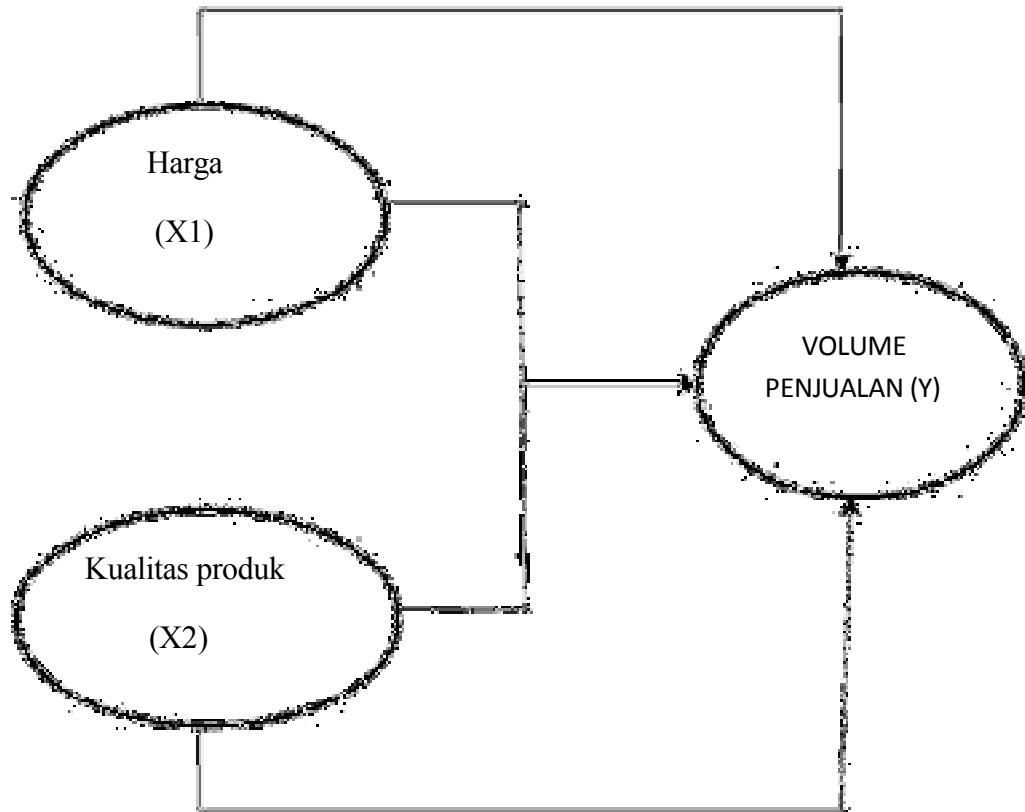 Harga
(X1)
VOLUME
PENJUALAN (Y)
Kualitas produk
(X2)